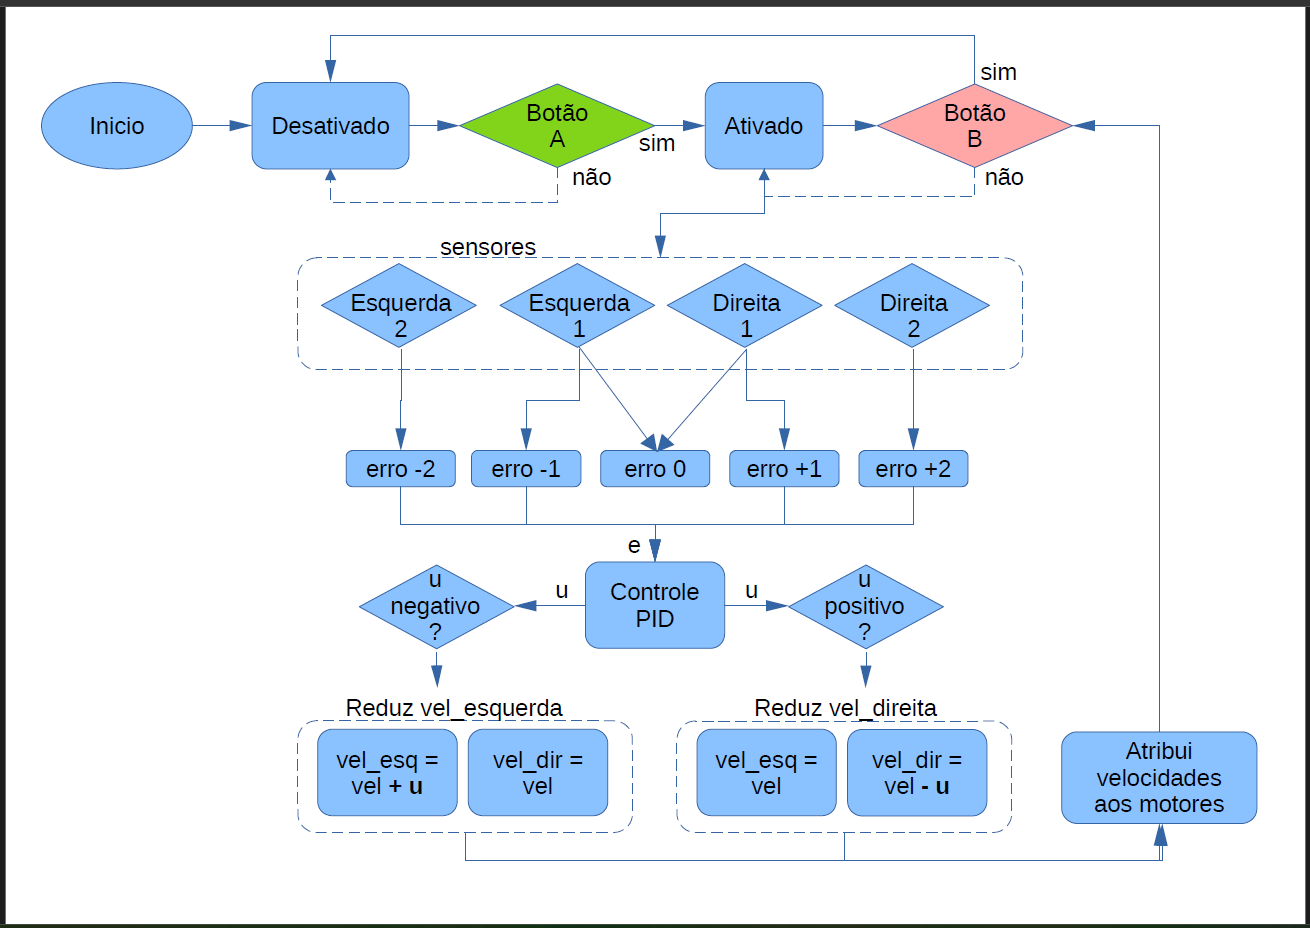 sim
Inicio
Desativado
Botão
A
sim
não
Ativado
Botão
B
não
sensores
Esquerda
2
Esquerda
1
Direita
1
Direita
2
erro -2
erro -1
erro 0
erro +1
erro +2
e
u
negativo
?
u
Controle
PID
u
u
positivo
?
Reduz vel_esquerda
Reduz vel_direita
vel_esq =
vel + u
vel_dir =
vel
vel_esq =
vel
vel_dir =
vel - u
Atribui
velocidades
aos motores